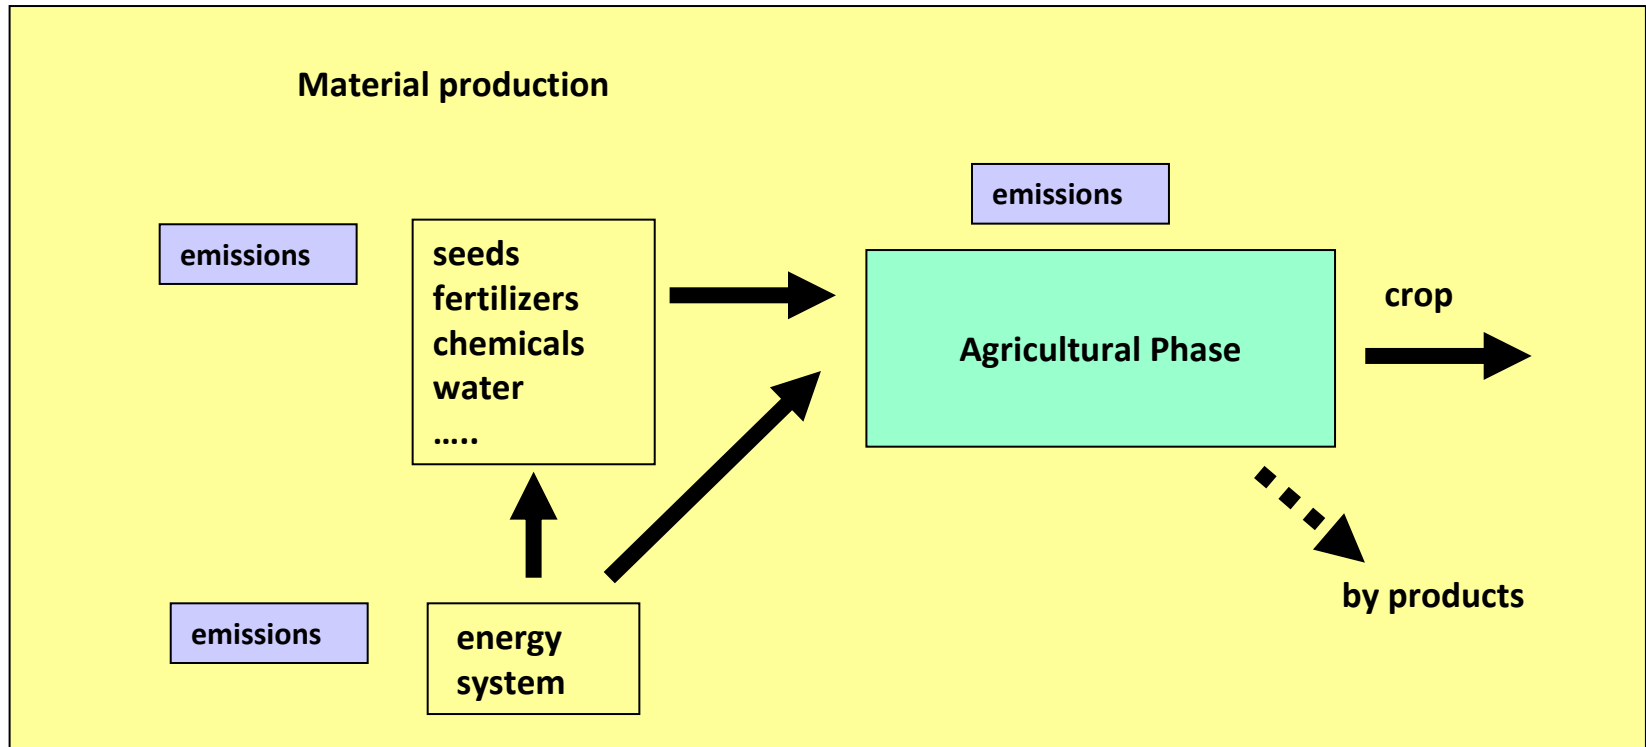 Material production
emissions
emissions
seeds
fertilizers
chemicals
water
.....
Agricultural Phase
crop
by products
emissions
energy
system